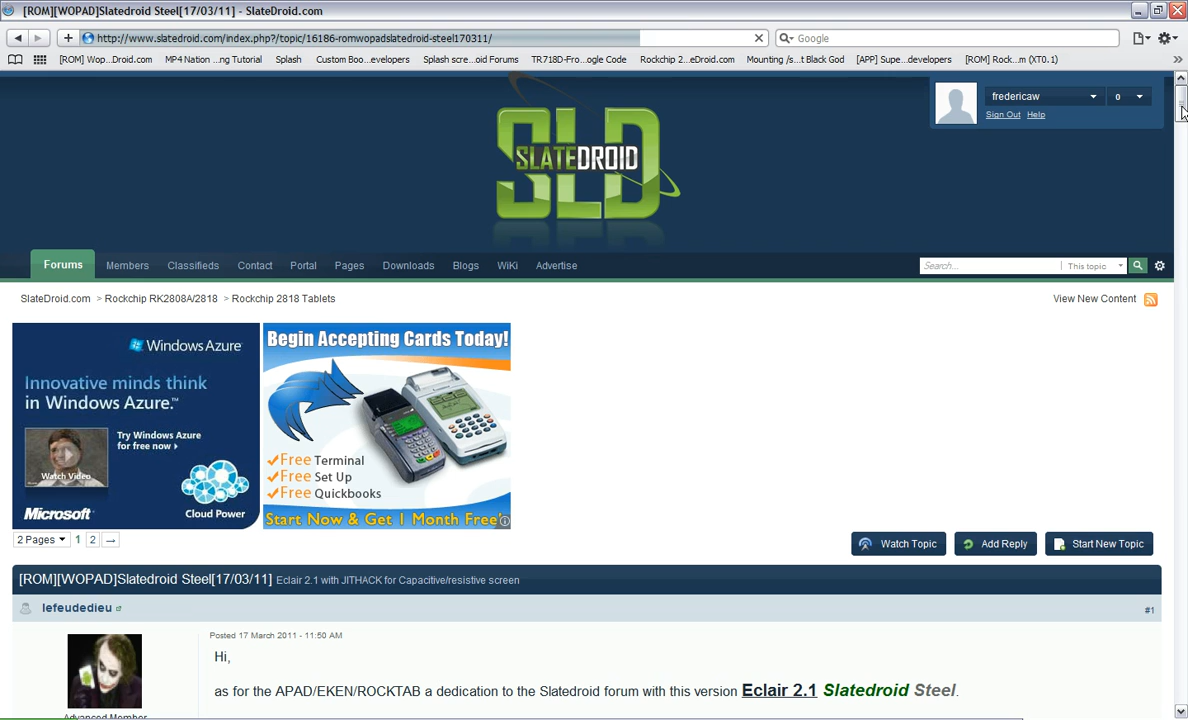 [ROM][WOPAD]Slatedroid Steel[17/03/11] - SlateDroid.com
http://www.slatedroid.com/index.php?/topic/16186-romwopadslatedroid-steel170311/
Google
[ROM] Wop...Droid.com MP4Nation ...ng Tutorial Splash Custom Boo...evelopers Splash scre...oid Forums TR718D-Fro...ogle Code Rockchip 2...eDroid.com Mounting /s...t Black God [APP] Supe...developers [ROM] Rock...m (XT0.1)
fredericaw 0
Sign Out Help
SLD
SLATEDROID
Forums Members Classifieds Contact Portal Pages Downloads Blogs WiKi Advertise
Search... This topic
SlateDroid.com > Rockchip RK2808A/2818 > Rockchip 2818 Tablets
View New Content
Windows Azure
Innovative minds think
in Windows Azure.™
Try Windows Azure
for free now
Watch Video
Microsoft
Cloud Power
Begin Accepting Cards Today!
Free Terminal
Free Set Up
Free Quickbooks
Start Now & Get 1 Month Free
2 Pages 1 2 →
Watch Topic Add Reply Start New Topic
[ROM][WOPAD]Slatedroid Steel[17/03/11] Eclair 2.1 with JITHACK for Capacitive/resistive screen
lefeudedieu
#1
Posted 17 March 2011 - 11:50 AM
Hi,
as for the APAD/EKEN/ROCKTAB a dedication to the Slatedroid forum with this version Eclair 2.1 Slatedroid Steel.
Advanced Member